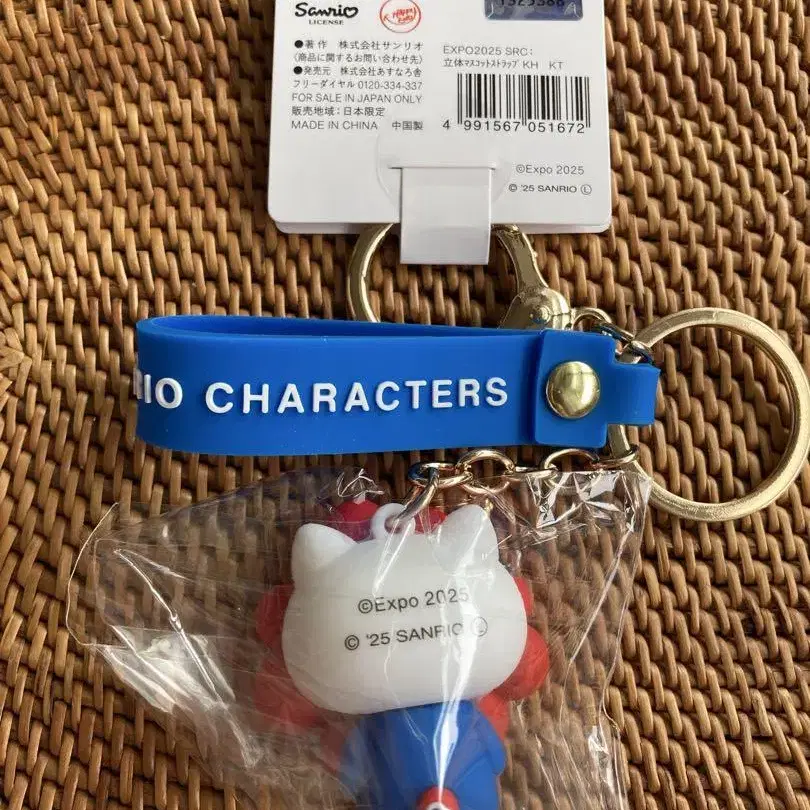 Sanrio
LICENSE
●著作 株式会社サンリオ
(商品に関するお問い合わせ先)
●発売元 株式会社あすなろ舎
フリーダイヤル 0120-334-337
FOR SALE IN JAPAN ONLY
販売地域:日本限定
MADE IN CHINA 中国製
EXPO2025 SRC:
立体マスコットストラップ KH KT
4 991567 051672
©Expo 2025
© '25 SANRIO Ⓛ
RIO CHARACTERS
©Expo 2025
© '25 SANRIO Ⓛ